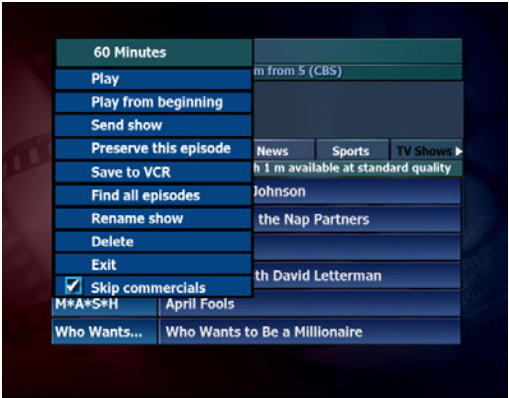 60 Minutes
m from 5 (CBS)
Play
Play from beginning
Send show
Preserve this episode
News Sports TV Shows
Save to VCR
h 1 m available at standard quality
Find all episodes
Johnson
Rename show
the Nap Partners
Delete
Exit
th David Letterman
Skip commercials
M*A*S*H April Fools
Who Wants... Who Wants to Be a Millionaire